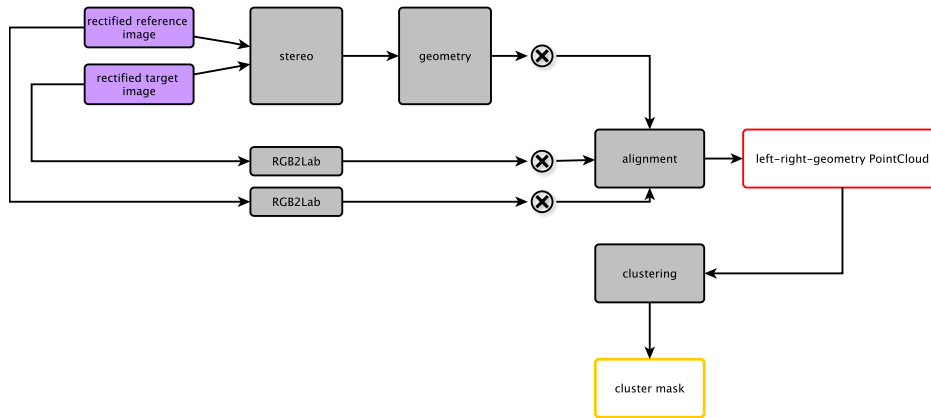 rectified reference
image
rectified target
image
stereo
geometry
RGB2Lab
RGB2Lab
alignment
left-right-geometry PointCloud
clustering
cluster mask